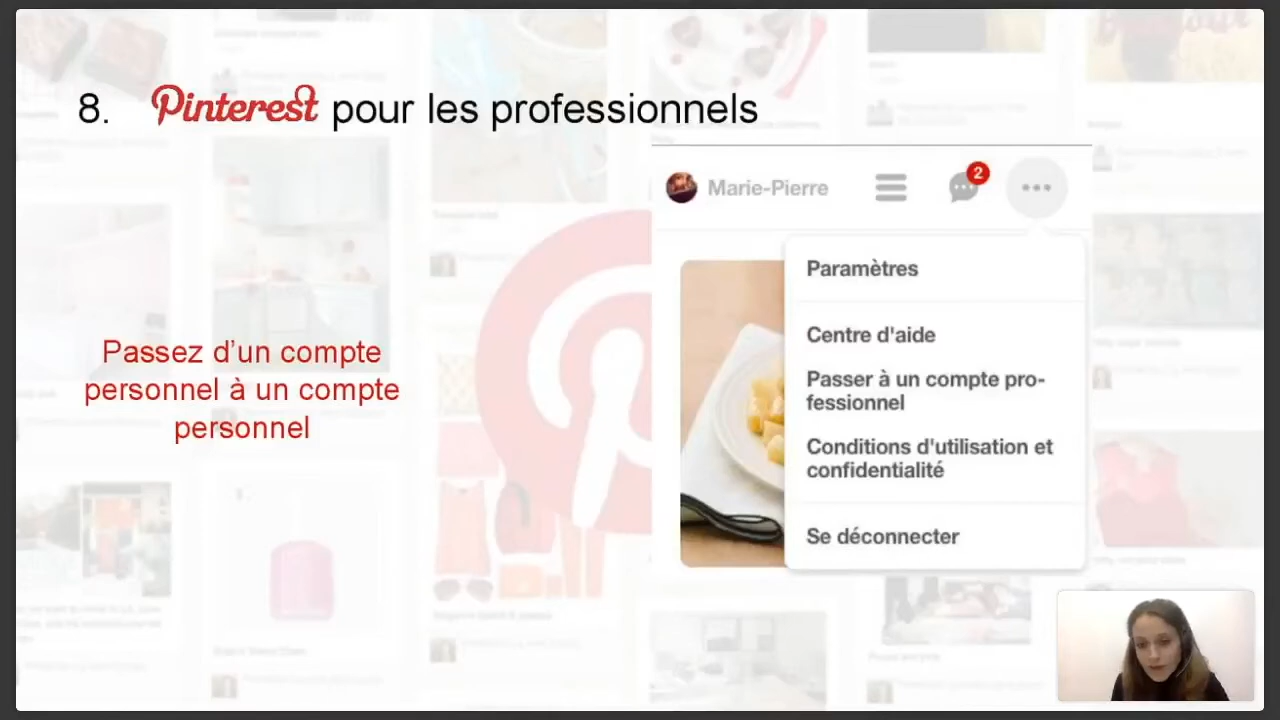 8. Pinterest pour les professionnels
Marie-Pierre
2
Paramètres
Centre d'aide
Passer à un compte pro-
fessionnel
Conditions d'utilisation et
confidentialité
Se déconnecter
Passez d’un compte
personnel à un compte
personnel